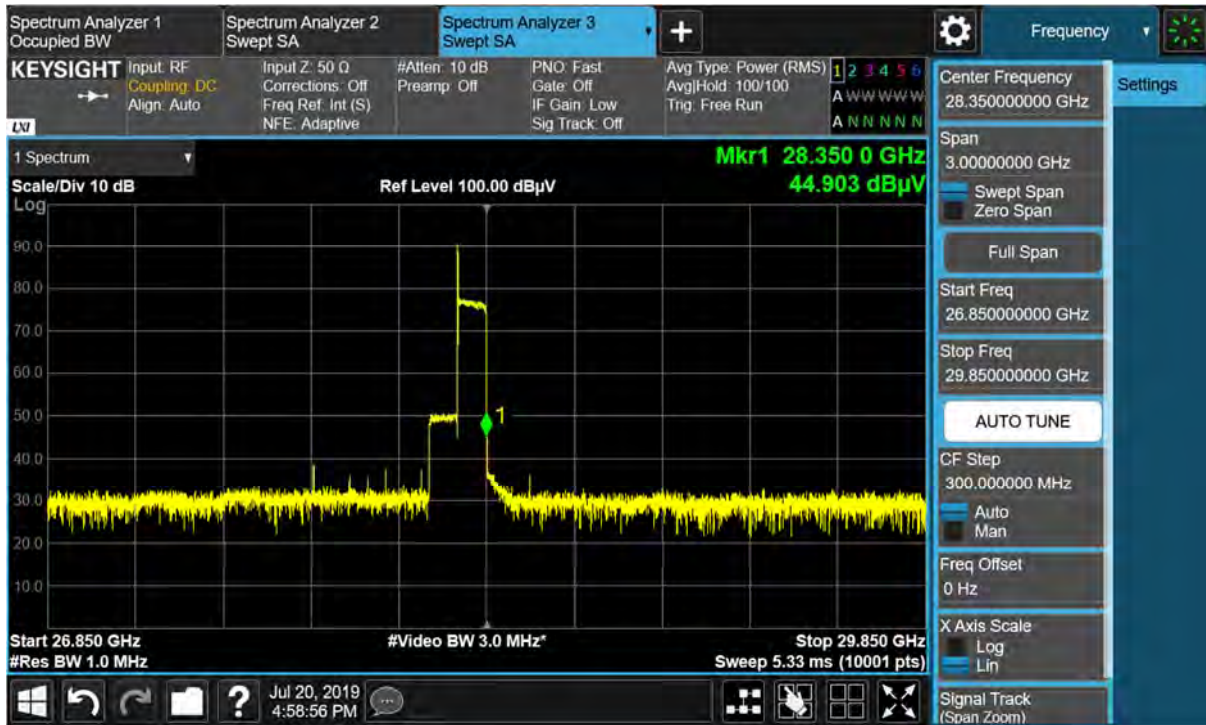 Spectrum Analyzer 1
Occupied BW
Spectrum Analyzer 2
Swept SA
Spectrum Analyzer 3
Swept SA
Frequency
KEYSIGHT
LXI
Input: RF
Coupling: DC
Align: Auto
Input Z: 50 Ω
Corrections: Off
Freq Ref: Int (S)
NFE: Adaptive
#Atten: 10 dB
Preamp: Off
PNO: Fast
Gate: Off
IF Gain: Low
Sig Track: Off
Avg Type: Power (RMS)
Avg|Hold: 100/100
Trig: Free Run
1 2 3 4 5 6
A W W W W W
A N N N N N
1 Spectrum
Mkr1 28.350 0 GHz
44.903 dBµV
Scale/Div 10 dB
Ref Level 100.00 dBµV
Log
90.0
80.0
70.0
60.0
50.0
40.0
30.0
20.0
10.0
1
Start 26.850 GHz
#Video BW 3.0 MHz*
Stop 29.850 GHz
#Res BW 1.0 MHz
Sweep 5.33 ms (10001 pts)
Jul 20, 2019
4:58:56 PM
Center Frequency
28.350000000 GHz
Settings
Span
3.00000000 GHz
Swept Span
Zero Span
Full Span
Start Freq
26.850000000 GHz
Stop Freq
29.850000000 GHz
AUTO TUNE
CF Step
300.000000 MHz
Auto
Man
Freq Offset
0 Hz
X Axis Scale
Log
Lin
Signal Track
(Span Zoom)